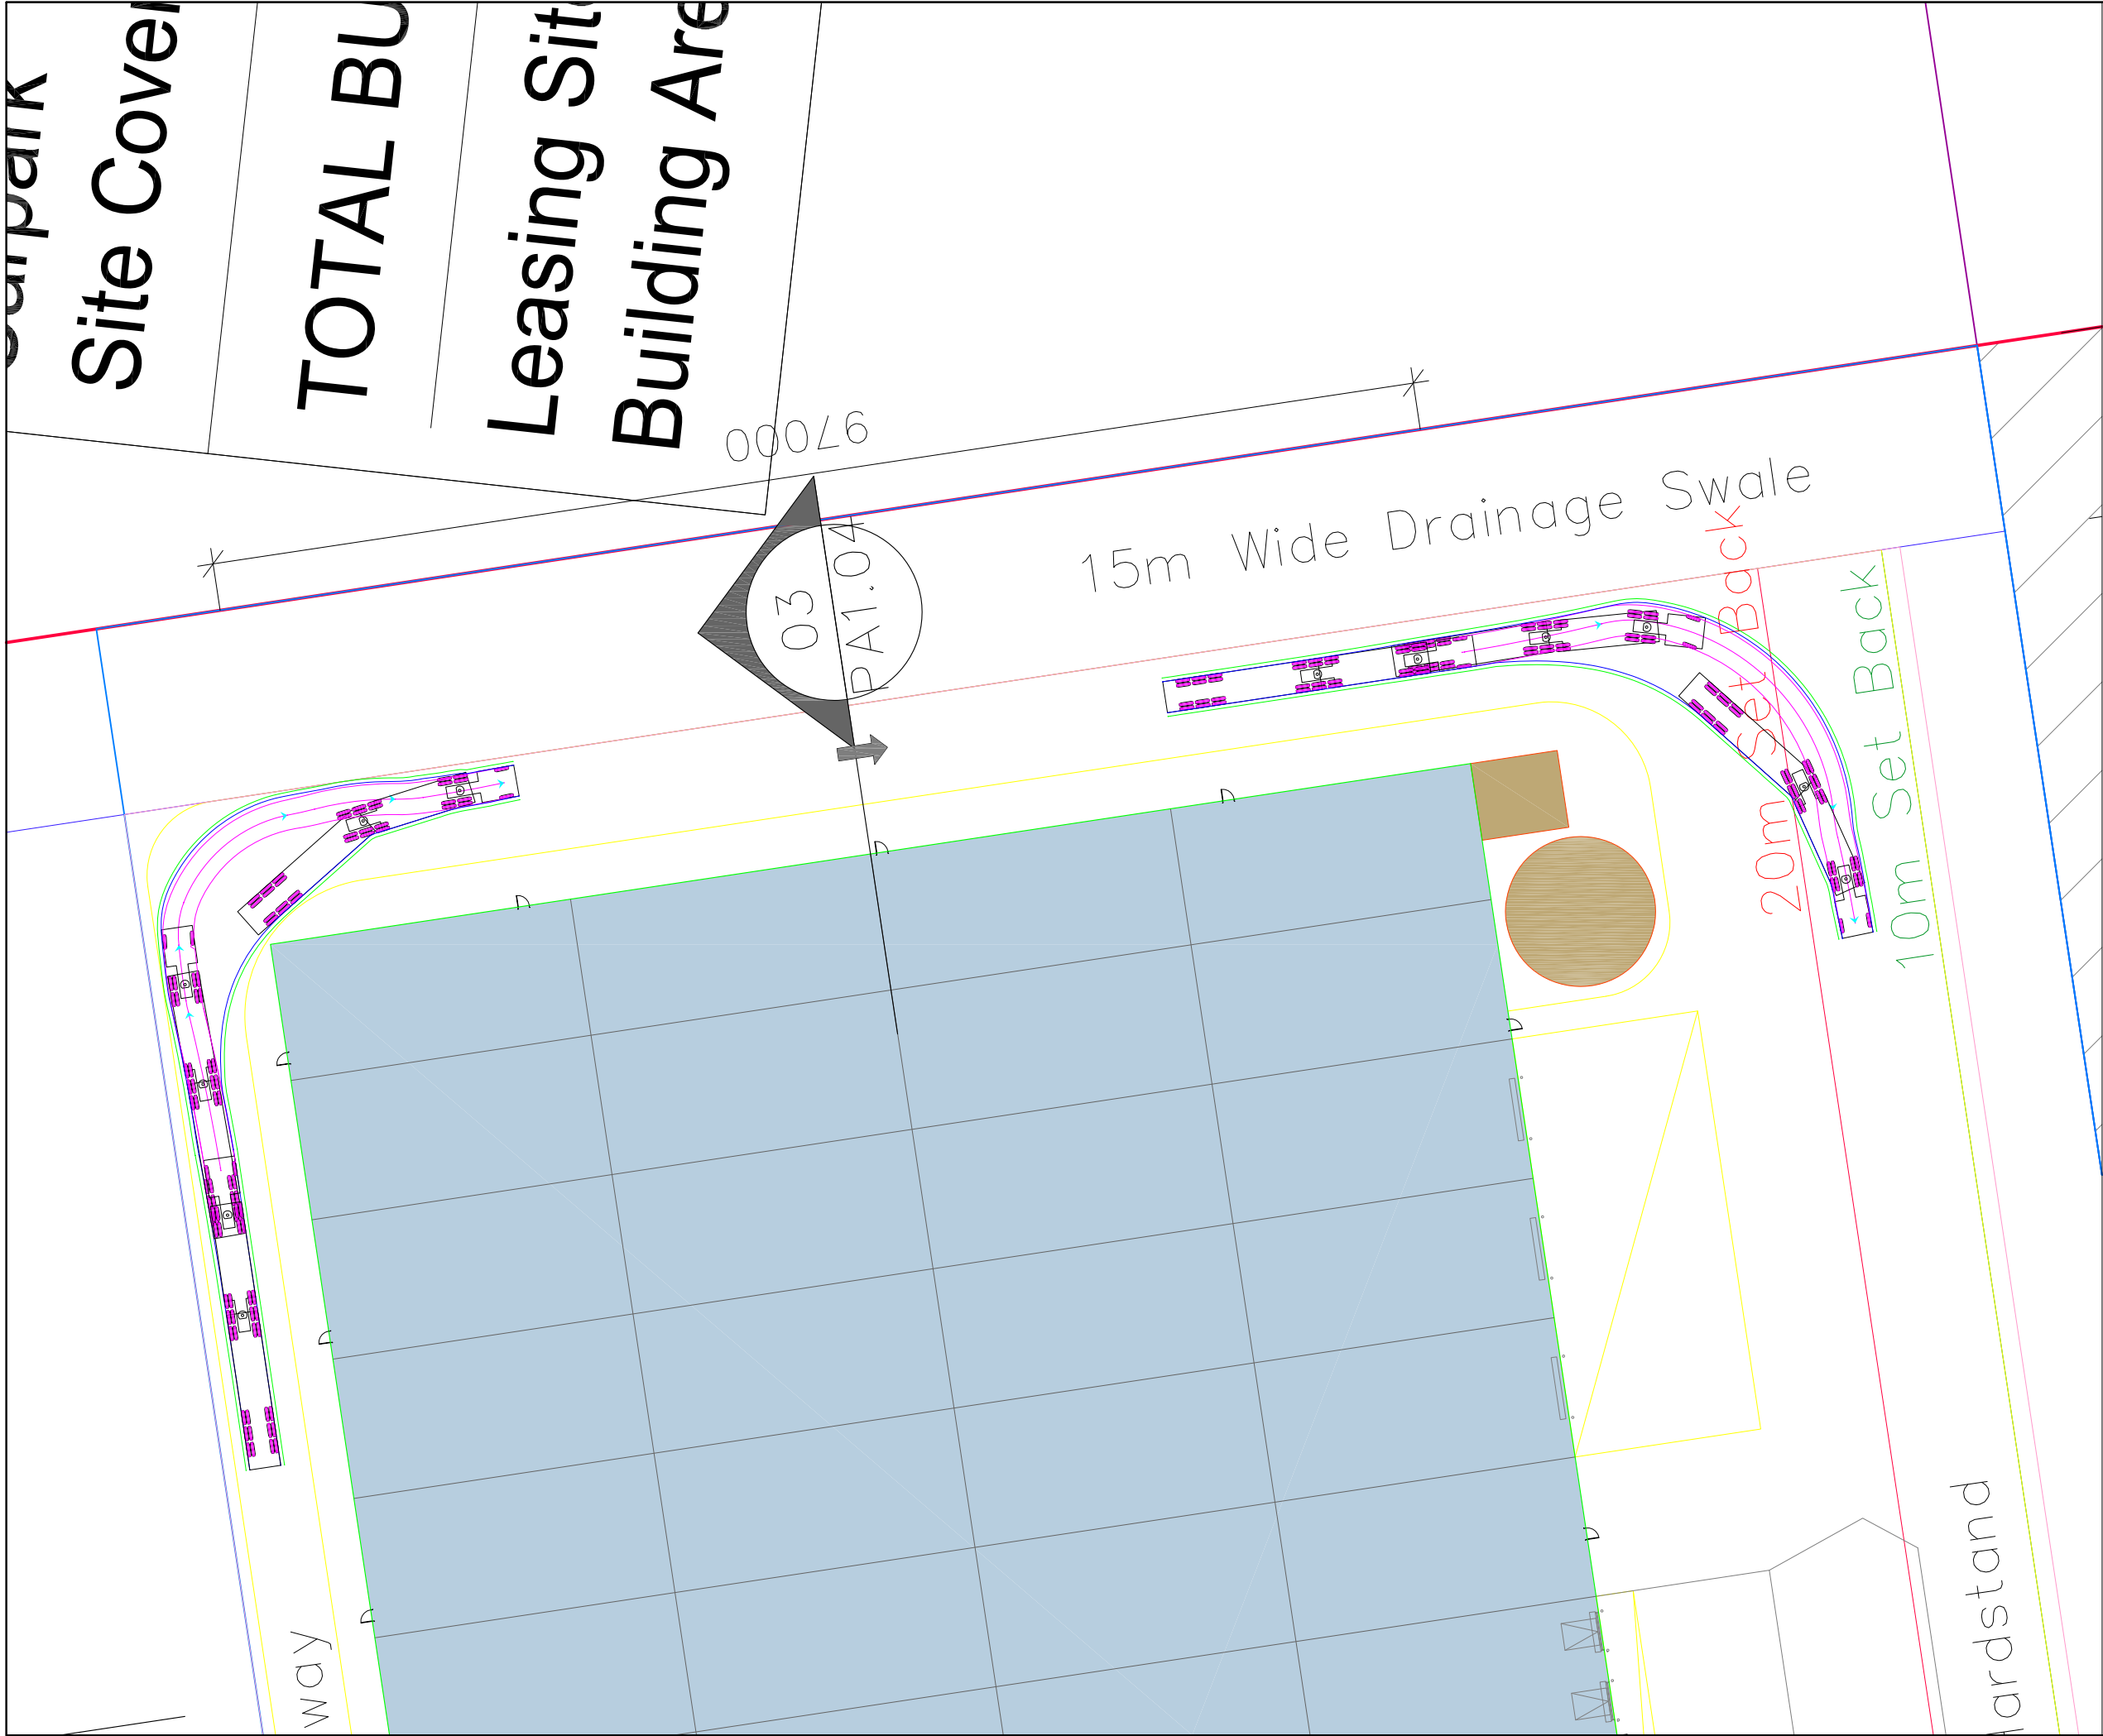 Site Cover
TOTAL BU
Leasing Site
Building Are
97000
15m Wide Drainage Swale
03
PA1.04
20m Set Back
10m Set Back
way
ardstand